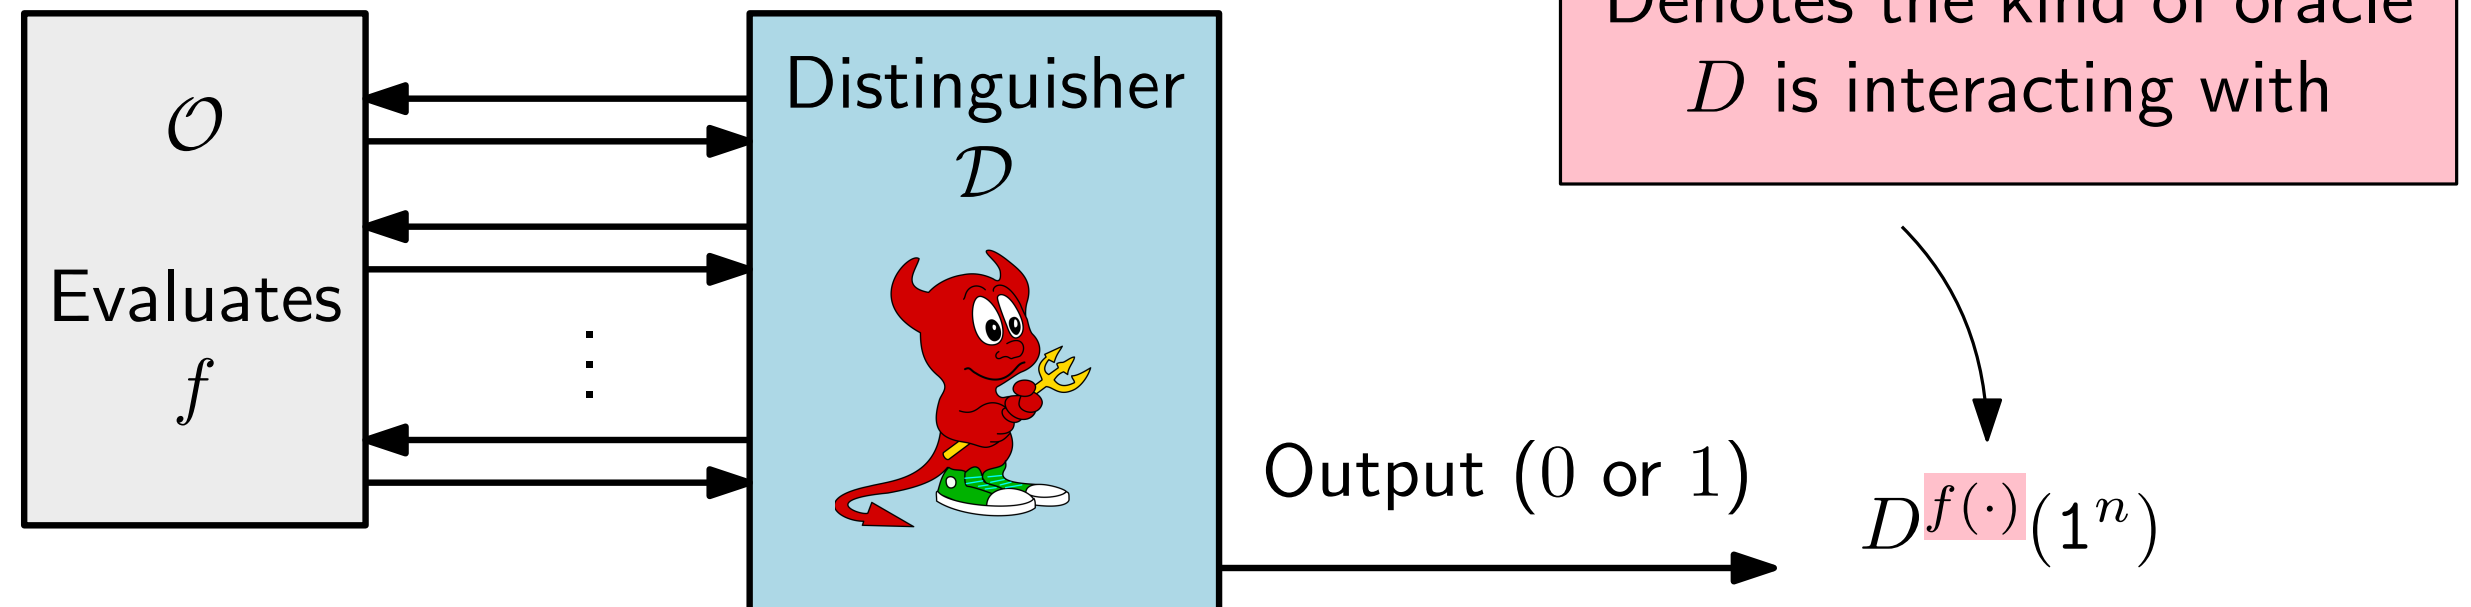 𝒪
Evaluates
f
Distinguisher
𝒟
Denotes the kind of oracle
D is interacting with
Output (0 or 1)
D^{f(·)}(1^n)